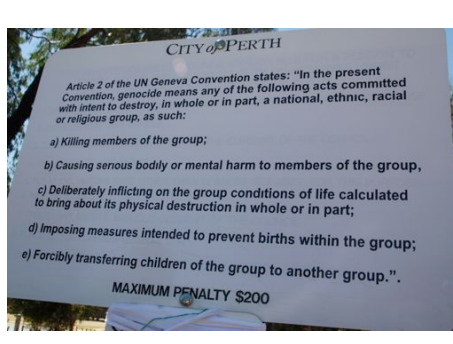 CITY of PERTH
Article 2 of the UN Geneva Convention states: “In the present
Convention, genocide means any of the following acts committed
with intent to destroy, in whole or in part, a national, ethnic, racial
or religious group, as such:
a) Killing members of the group;
b) Causing serious bodily or mental harm to members of the group,
c) Deliberately inflicting on the group conditions of life calculated
to bring about its physical destruction in whole or in part;
d) Imposing measures intended to prevent births within the group;
e) Forcibly transferring children of the group to another group.”.
MAXIMUM PENALTY $200